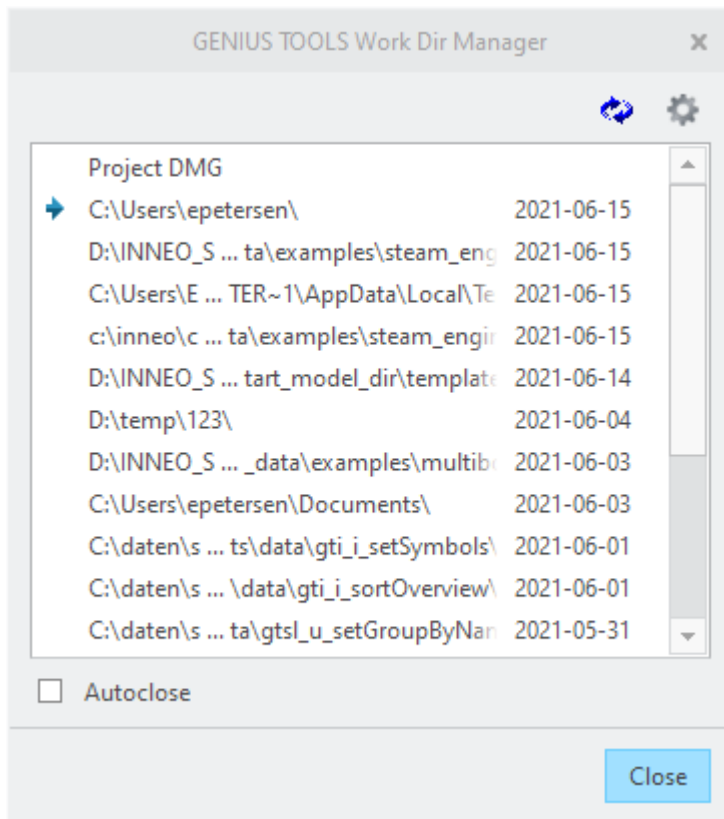 GENIUS TOOLS Work Dir Manager
Project DMG
C:\Users\epetersen\ 2021-06-15
D:\INNEO_S ... ta\examples\steam_eng 2021-06-15
C:\Users\E ... TER~1\AppData\Local\Te 2021-06-15
c:\inneo\c ... ta\examples\steam_engin 2021-06-15
D:\INNEO_S ... tart_model_dir\template 2021-06-14
D:\temp\123\ 2021-06-04
D:\INNEO_S ... _data\examples\multib 2021-06-03
C:\Users\epetersen\Documents\ 2021-06-03
C:\daten\s ... ts\data\gti_i_setSymbols\ 2021-06-01
C:\daten\s ... \data\gti_i_sortOverview\ 2021-06-01
C:\daten\s ... ta\gtsl_u_setGroupByNam 2021-05-31
Autoclose
Close